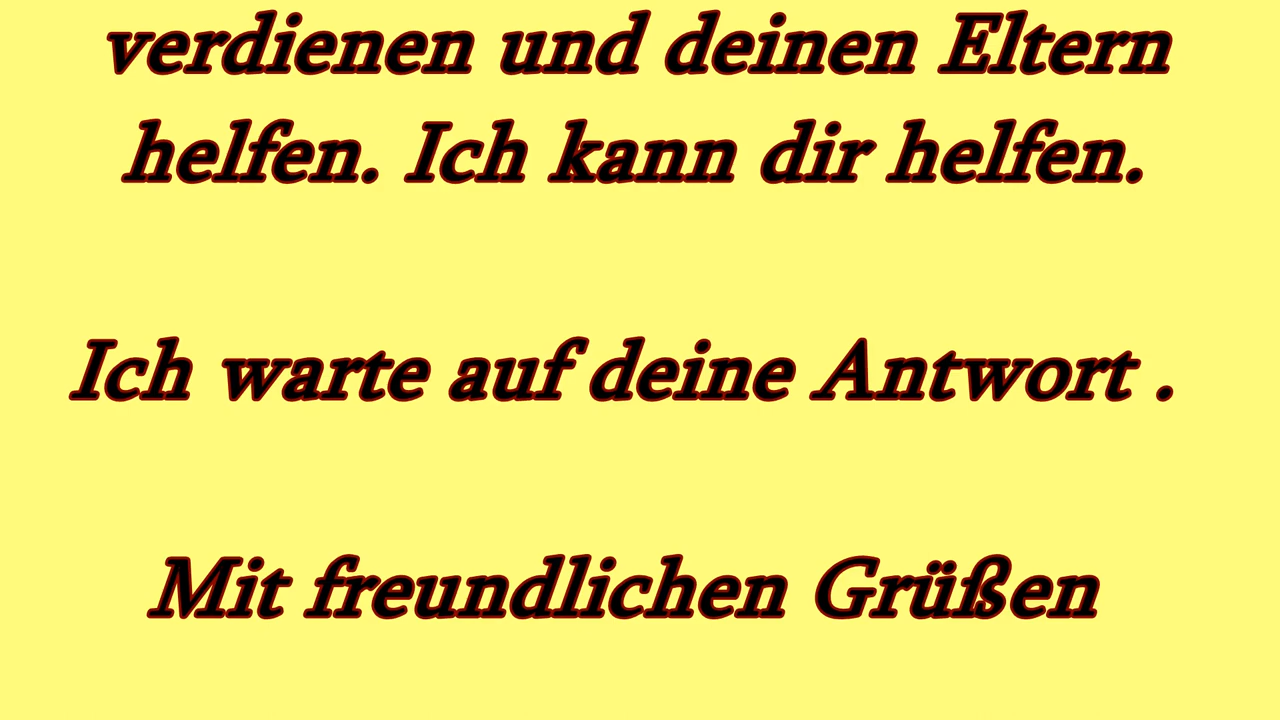 verdienen und deinen Eltern
helfen. Ich kann dir helfen.
Ich warte auf deine Antwort .
Mit freundlichen Grüßen